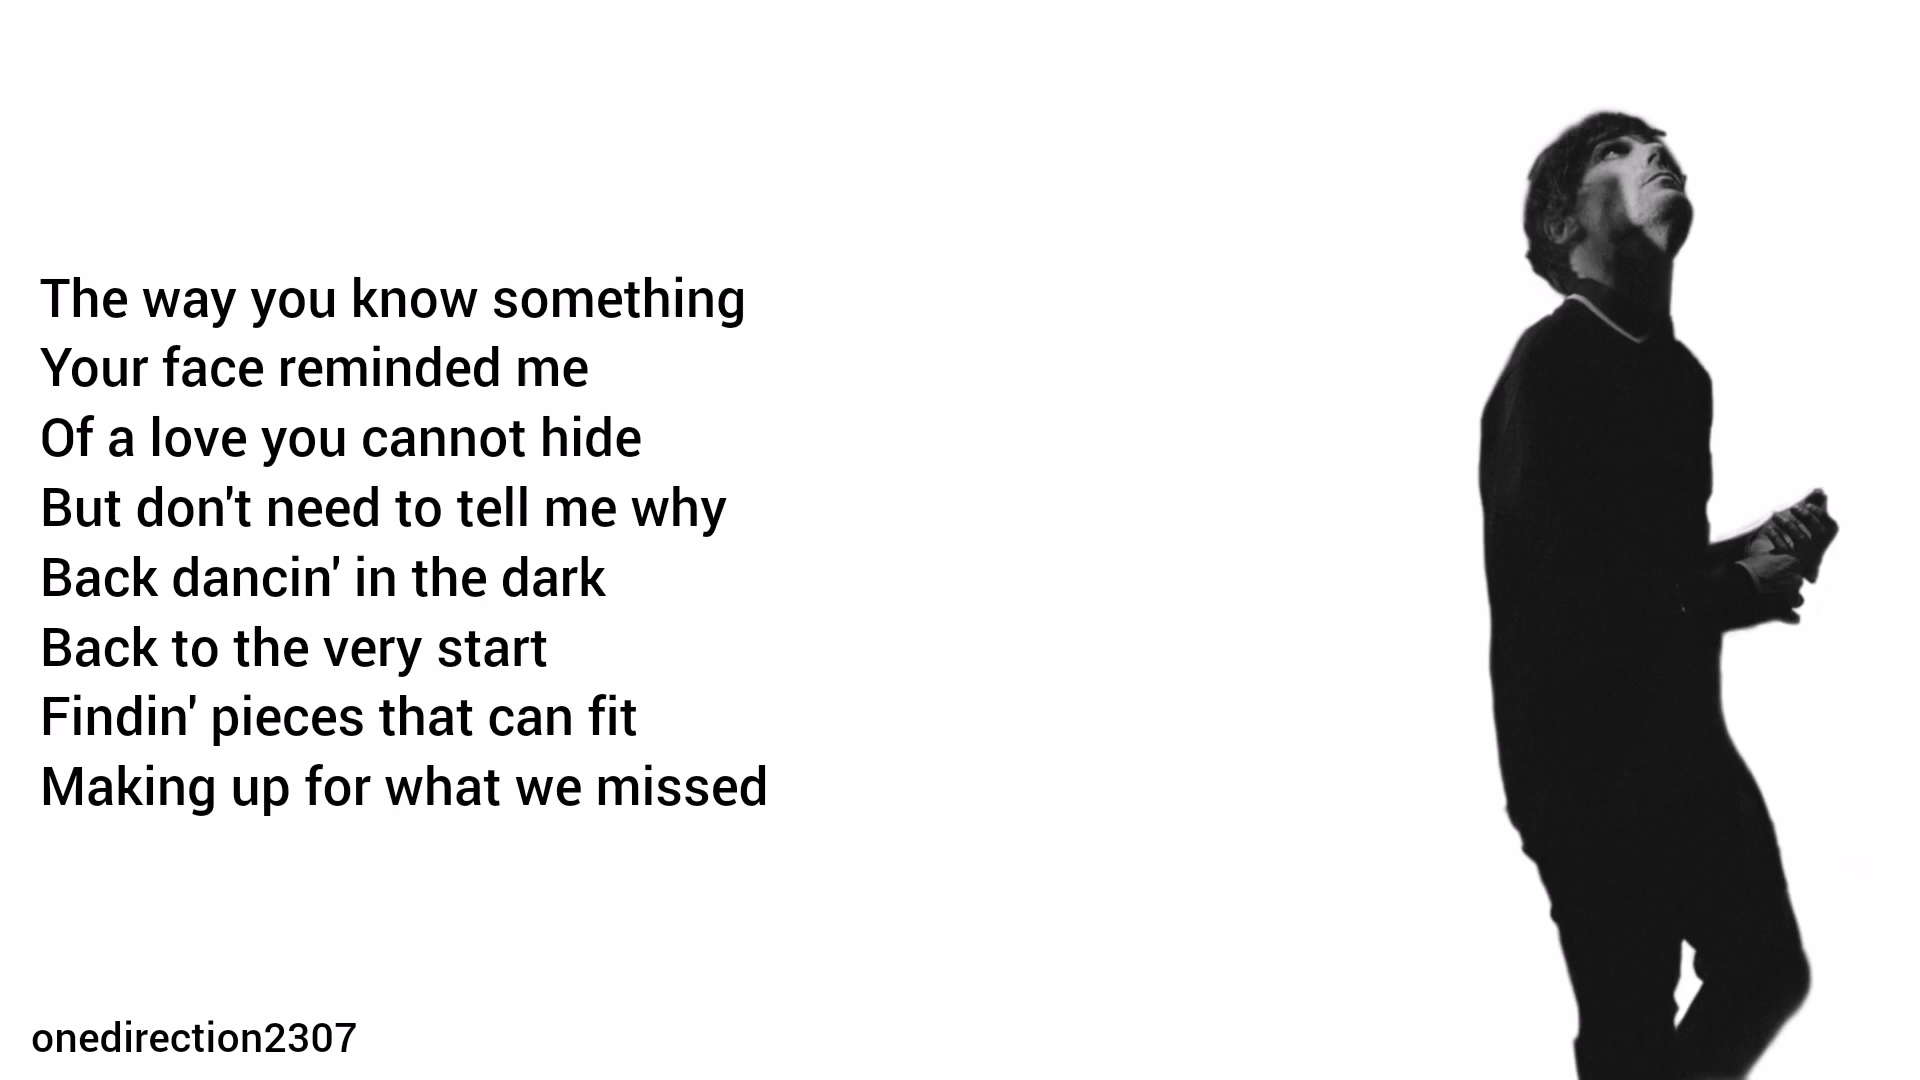 The way you know something
Your face reminded me
Of a love you cannot hide
But don't need to tell me why
Back dancin' in the dark
Back to the very start
Findin' pieces that can fit
Making up for what we missed
onedirection2307